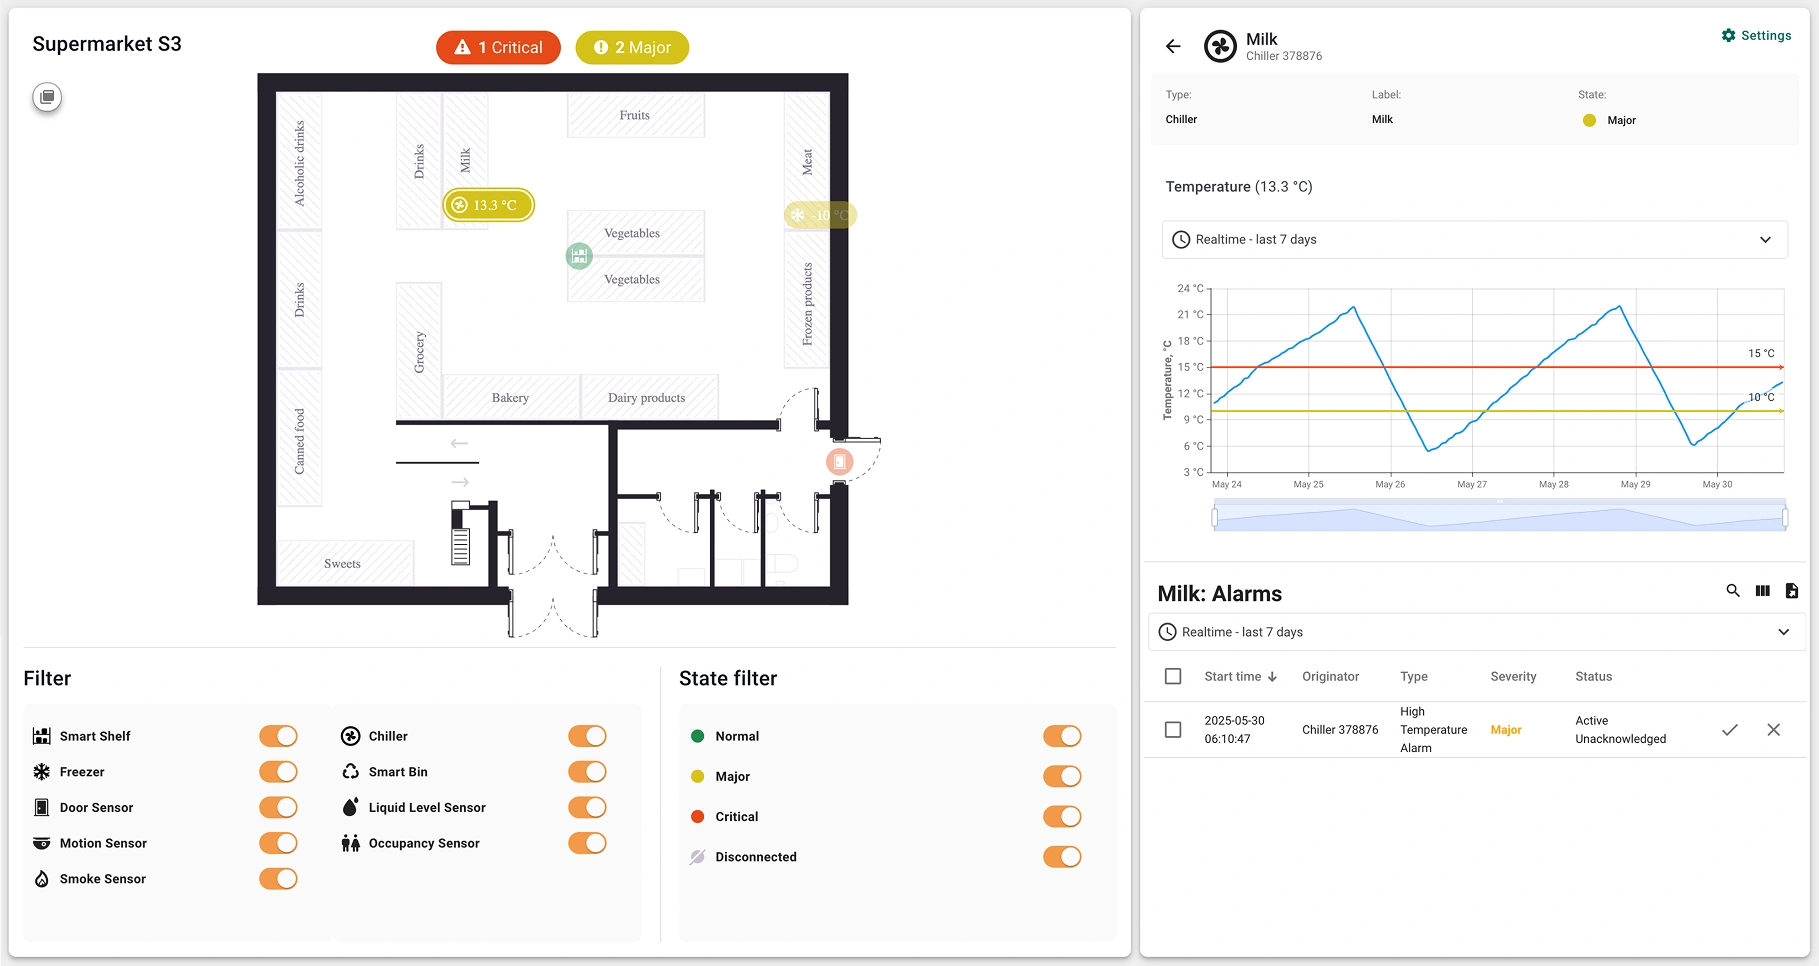 Supermarket S3
1 Critical
2 Major
Alcoholic drinks
Drinks
Milk
Fruits
Meat
13.3 °C
-10 °C
Vegetables
Vegetables
Drinks
Grocery
Frozen products
Bakery
Dairy products
Canned food
Sweets
Filter
Smart Shelf
Freezer
Door Sensor
Motion Sensor
Smoke Sensor
Chiller
Smart Bin
Liquid Level Sensor
Occupancy Sensor
State filter
Normal
Major
Critical
Disconnected
Milk
Chiller 378876
Settings
Type:
Chiller
Label:
Milk
State:
Major
Temperature (13.3 °C)
Realtime - last 7 days
Temperature, °C
24 °C
21 °C
18 °C
15 °C
12 °C
9 °C
6 °C
3 °C
15 °C
10 °C
May 24
May 25
May 26
May 27
May 28
May 29
May 30
Milk: Alarms
Realtime - last 7 days
Start time Originator Type Severity Status
2025-05-30
06:10:47
Chiller 378876
High
Temperature
Alarm
Major
Active
Unacknowledged